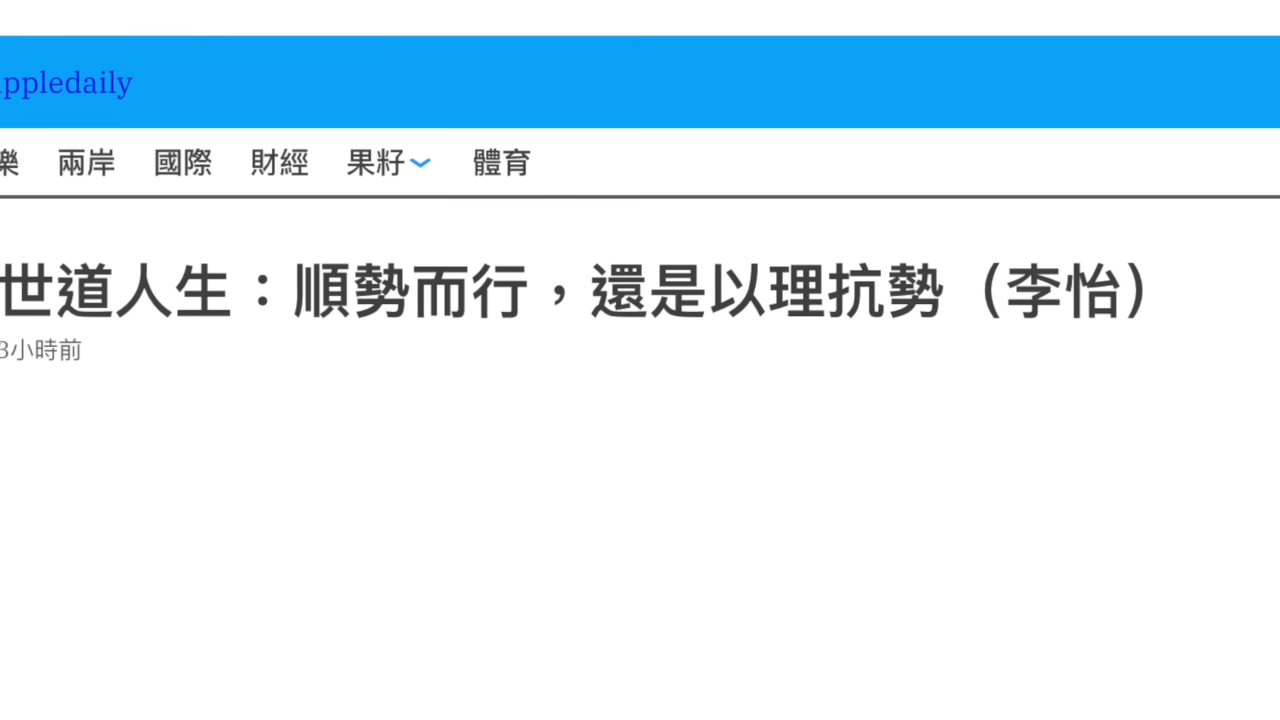 appledaily
樂 兩岸 國際 財經 果籽 體育
世道人生：順勢而行，還是以理抗勢（李怡）
3小時前